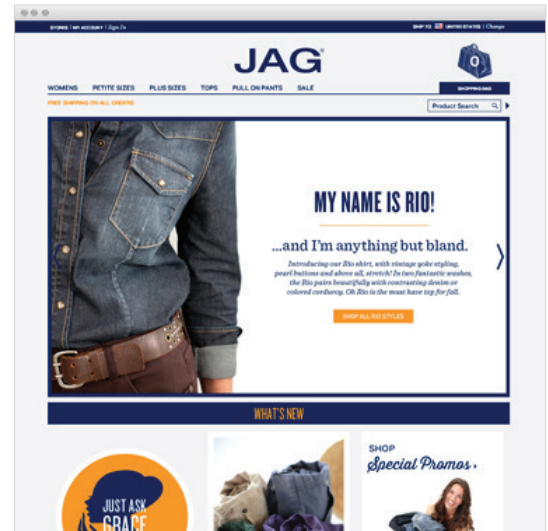 STORES | MY ACCOUNT | Sign In
SHIP TO UNITED STATES | Change
JAG
0
WOMENS PETITE SIZES PLUS SIZES TOPS PULL ON PANTS SALE
SHOPPING BAG
FREE SHIPPING ON ALL ORDERS
Product Search
MY NAME IS RIO!
...and I'm anything but bland.
Introducing our Rio shirt, with vintage yoke styling,
pearl buttons and above all, stretch! In two fantastic washes,
the Rio pairs beautifully with contrasting denim or
colored corduroy. Oh Rio is the must have top for fall.
SHOP ALL RIO STYLES
WHAT'S NEW
JUST ASK
GRACE
SHOP
Special Promos